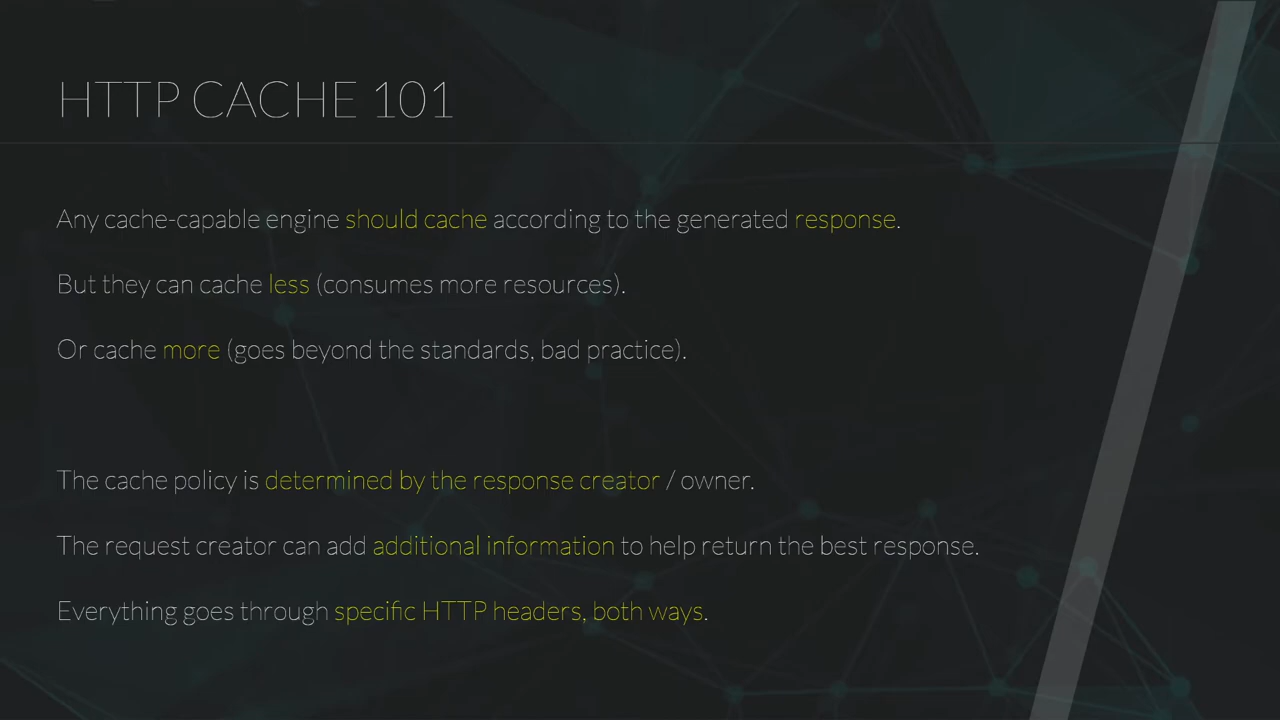 HTTP CACHE 101
Any cache-capable engine should cache according to the generated response.
But they can cache less (consumes more resources).
Or cache more (goes beyond the standards, bad practice).
The cache policy is determined by the response creator / owner.
The request creator can add additional information to help return the best response.
Everything goes through specific HTTP headers, both ways.